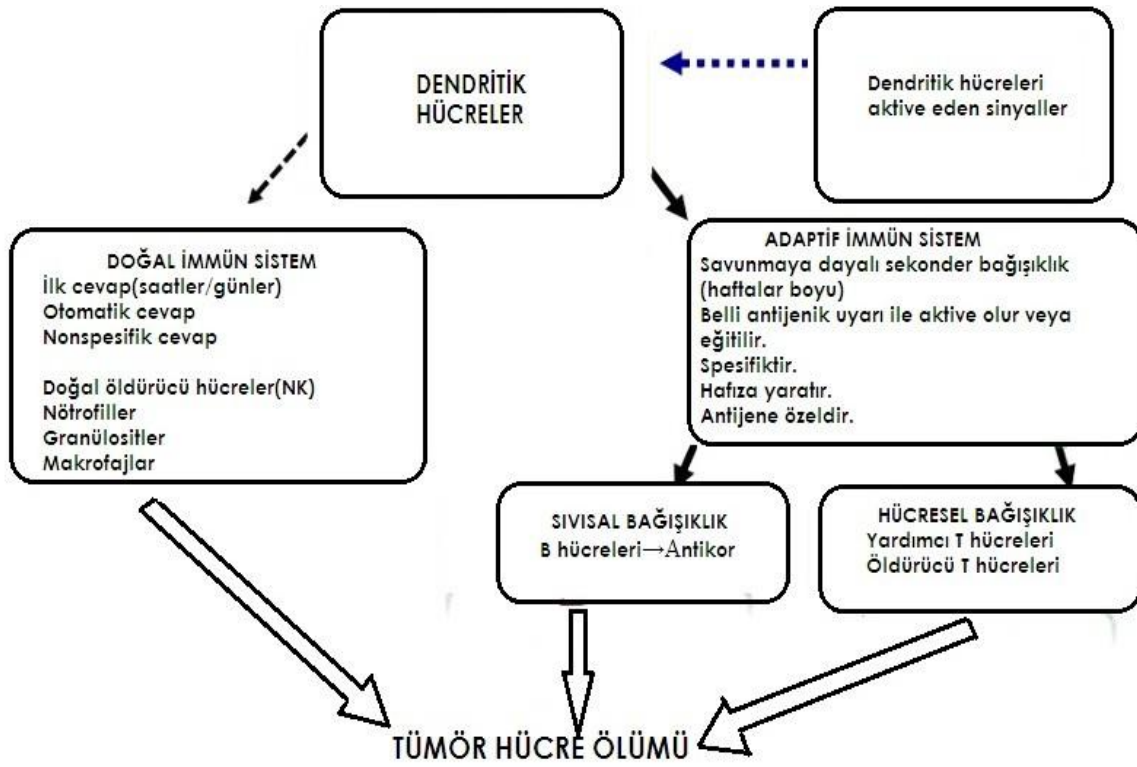 DENDRİTİK
HÜCRELER
Dendritik hücreleri
aktive eden sinyaller
DOĞAL İMMÜN SİSTEM
İlk cevap(saatler/günler)
Otomatik cevap
Nonspesifik cevap
Doğal öldürücü hücreler(NK)
Nötrofiller
Granülositler
Makrofajlar
ADAPTİF İMMÜN SİSTEM
Savunmaya dayalı sekonder bağışıklık
(haftalar boyu)
Belli antijenik uyarı ile aktive olur veya
eğitilir.
Spesifiktir.
Hafıza yaratır.
Antijene özeldir.
SIVISAL BAĞIŞIKLIK
B hücreleri→Antikor
HÜCRESEL BAĞIŞIKLIK
Yardımcı T hücreleri
Öldürücü T hücreleri
TÜMÖR HÜCRE ÖLÜMÜ